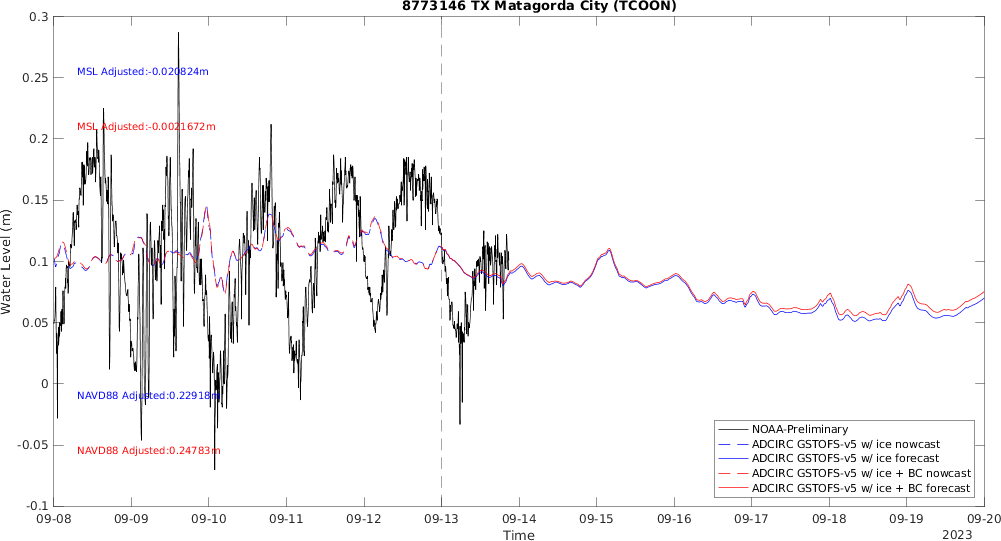 8773146 TX Matagorda City (TCOON)
Water Level (m)
0.3
0.25
0.2
0.15
0.1
0.05
0
-0.05
-0.1
MSL Adjusted:-0.020824m
MSL Adjusted:-0.0021672m
NAVD88 Adjusted:0.22918m
NAVD88 Adjusted:0.24783m
NOAA-Preliminary
ADCIRC GSTOFS-v5 w/ ice nowcast
ADCIRC GSTOFS-v5 w/ ice forecast
ADCIRC GSTOFS-v5 w/ ice + BC nowcast
ADCIRC GSTOFS-v5 w/ ice + BC forecast
09-08 09-09 09-10 09-11 09-12 09-13 09-14 09-15 09-16 09-17 09-18 09-19 09-20
Time
2023